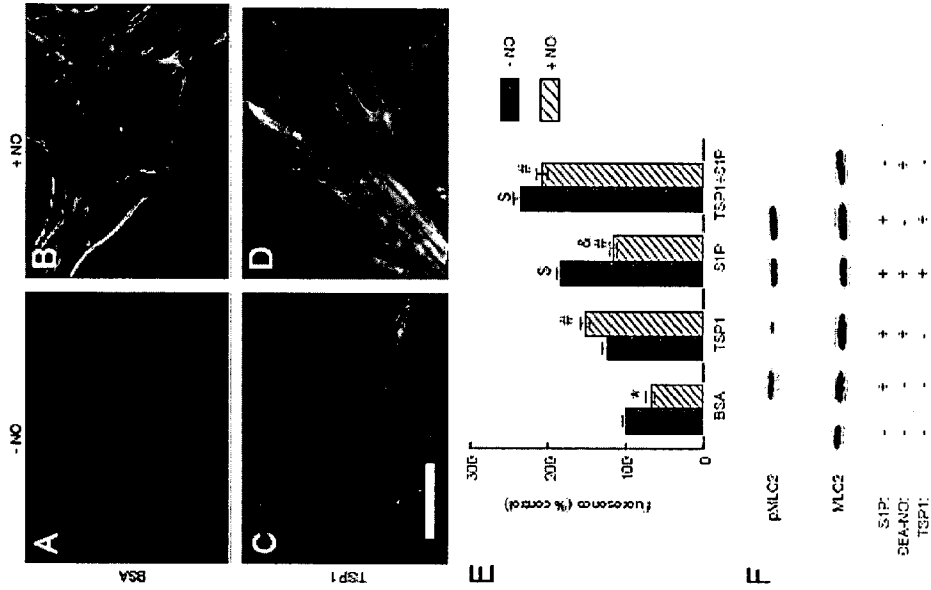 - NO
+ NO
A
B
BSA
C
D
TSP1
E
- NO
+ NO
fluorescence (% control)
300
200
100
0
*
#
$
#
&
$
#
BSA
TSP1
S1P
TSP1+S1P
F
pMLC2
MLC2
S1P: - + + + + -
DEA-NO: - - + + - +
TSP1: - - - + + -